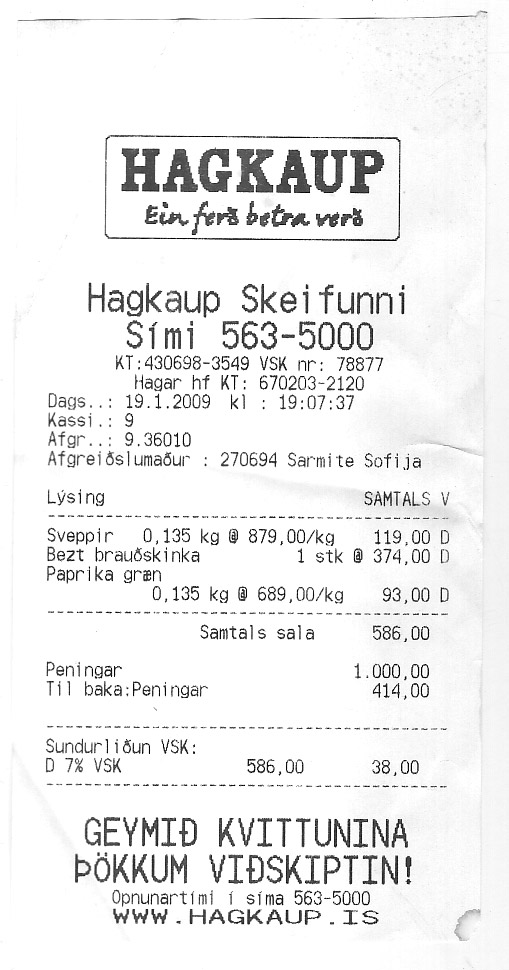 HAGKAUP
Ein ferð betra verð
Hagkaup Skeifunni
Sími 563-5000
KT:430698-3549 VSK nr: 78877
Hagar hf KT: 670203-2120
Dags..: 19.1.2009 kl : 19:07:37
Kassi.: 9
Afgr..: 9.36010
Afgreiðslumaður : 270694 Sarmite Sofija
Lýsing SAMTALS V
Sveppir 0,135 kg @ 879,00/kg 119,00 D
Bezt brauðskinka 1 stk @ 374,00 D
Paprika græn
0,135 kg @ 689,00/kg 93,00 D
Samtals sala 586,00
Peningar 1.000,00
Til baka:Peningar 414,00
Sundurliðun VSK:
D 7% VSK 586,00 38,00
GEYMIÐ KVITTUNINA
ÞÖKKUM VIÐSKIPTIN!
Opnunartími í síma 563-5000
WWW.HAGKAUP.IS